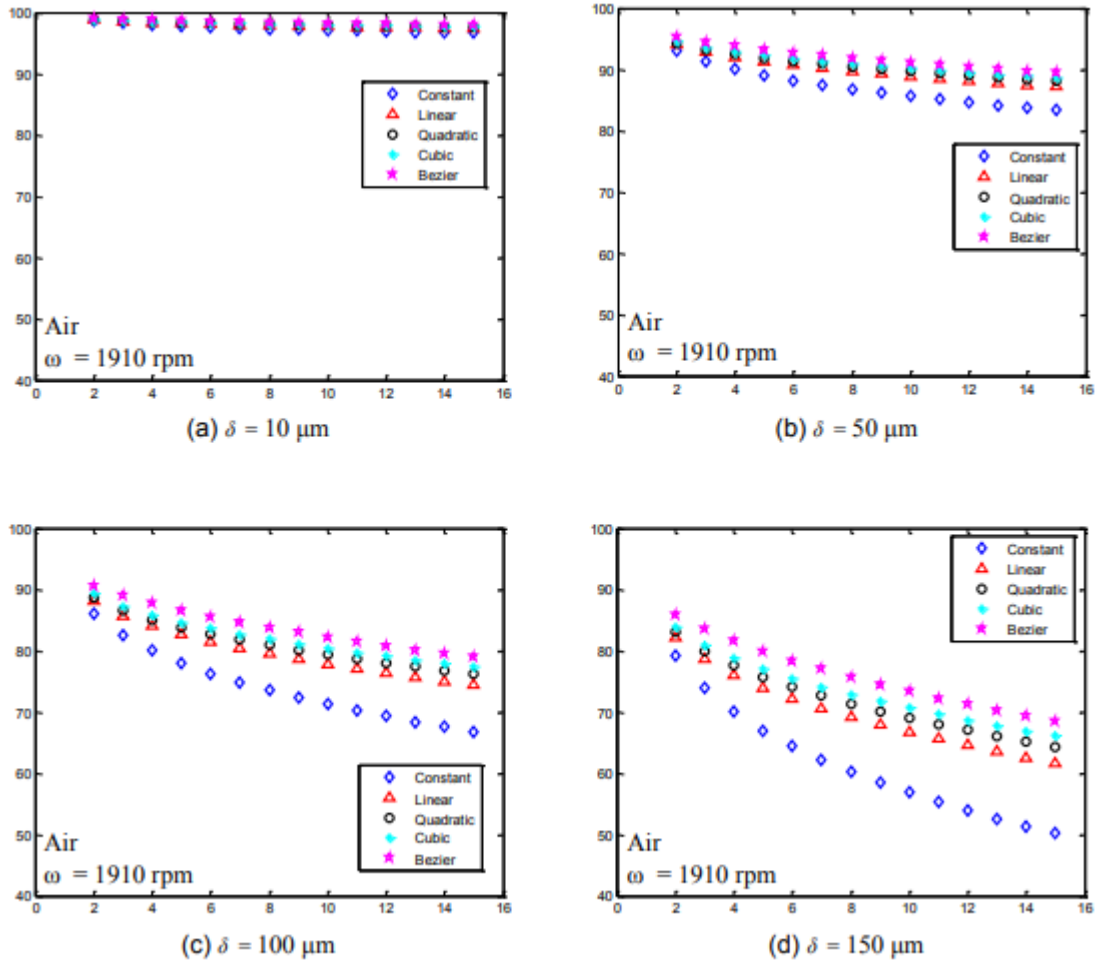 100
90
80
70
60
50
40
0 2 4 6 8 10 12 14 16
Constant
Linear
Quadratic
Cubic
Bezier
Air
ω = 1910 rpm
(a) δ = 10 μm
100
90
80
70
60
50
40
0 2 4 6 8 10 12 14 16
Constant
Linear
Quadratic
Cubic
Bezier
Air
ω = 1910 rpm
(b) δ = 50 μm
100
90
80
70
60
50
40
0 2 4 6 8 10 12 14 16
Constant
Linear
Quadratic
Cubic
Bezier
Air
ω = 1910 rpm
(c) δ = 100 μm
100
90
80
70
60
50
40
0 2 4 6 8 10 12 14 16
Constant
Linear
Quadratic
Cubic
Bezier
Air
ω = 1910 rpm
(d) δ = 150 μm